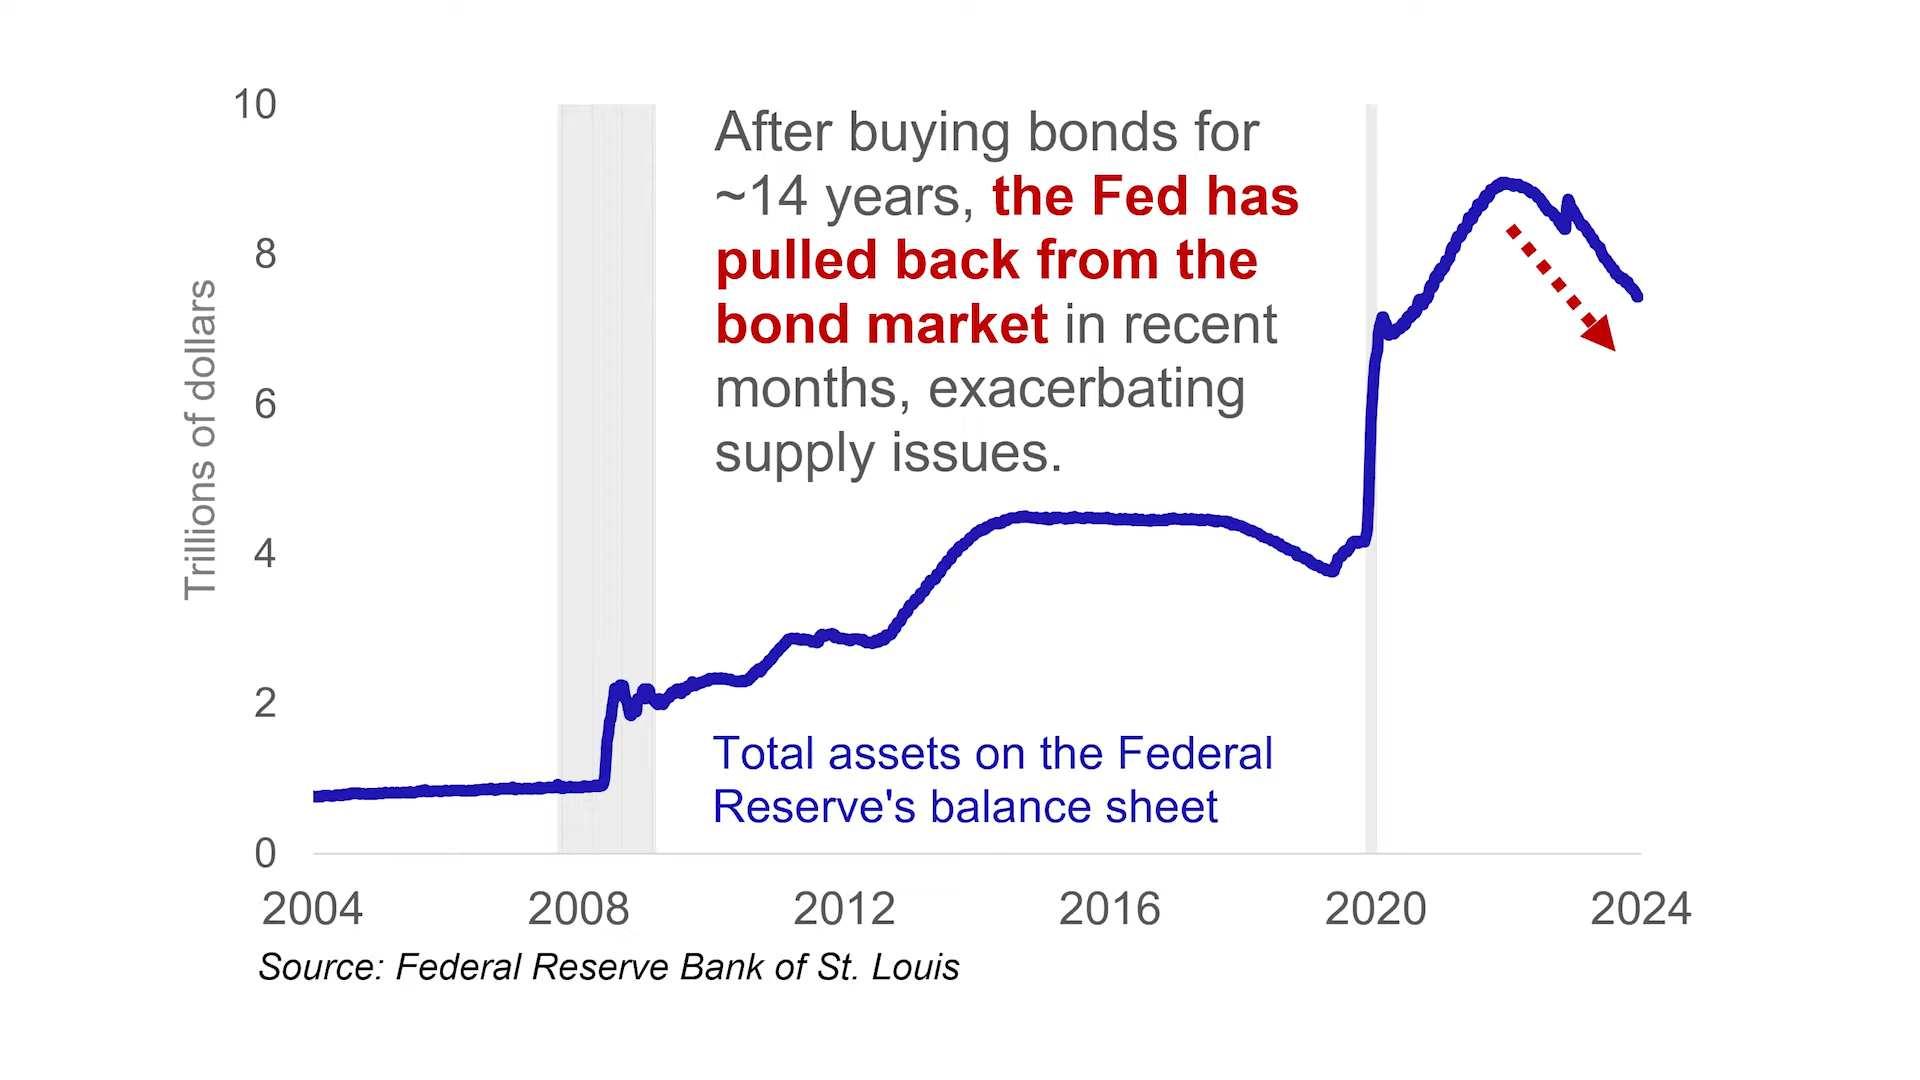 10
8
6
4
2
0
Trillions of dollars
After buying bonds for
~14 years, the Fed has
pulled back from the
bond market in recent
months, exacerbating
supply issues.
Total assets on the Federal
Reserve's balance sheet
2004 2008 2012 2016 2020 2024
Source: Federal Reserve Bank of St. Louis